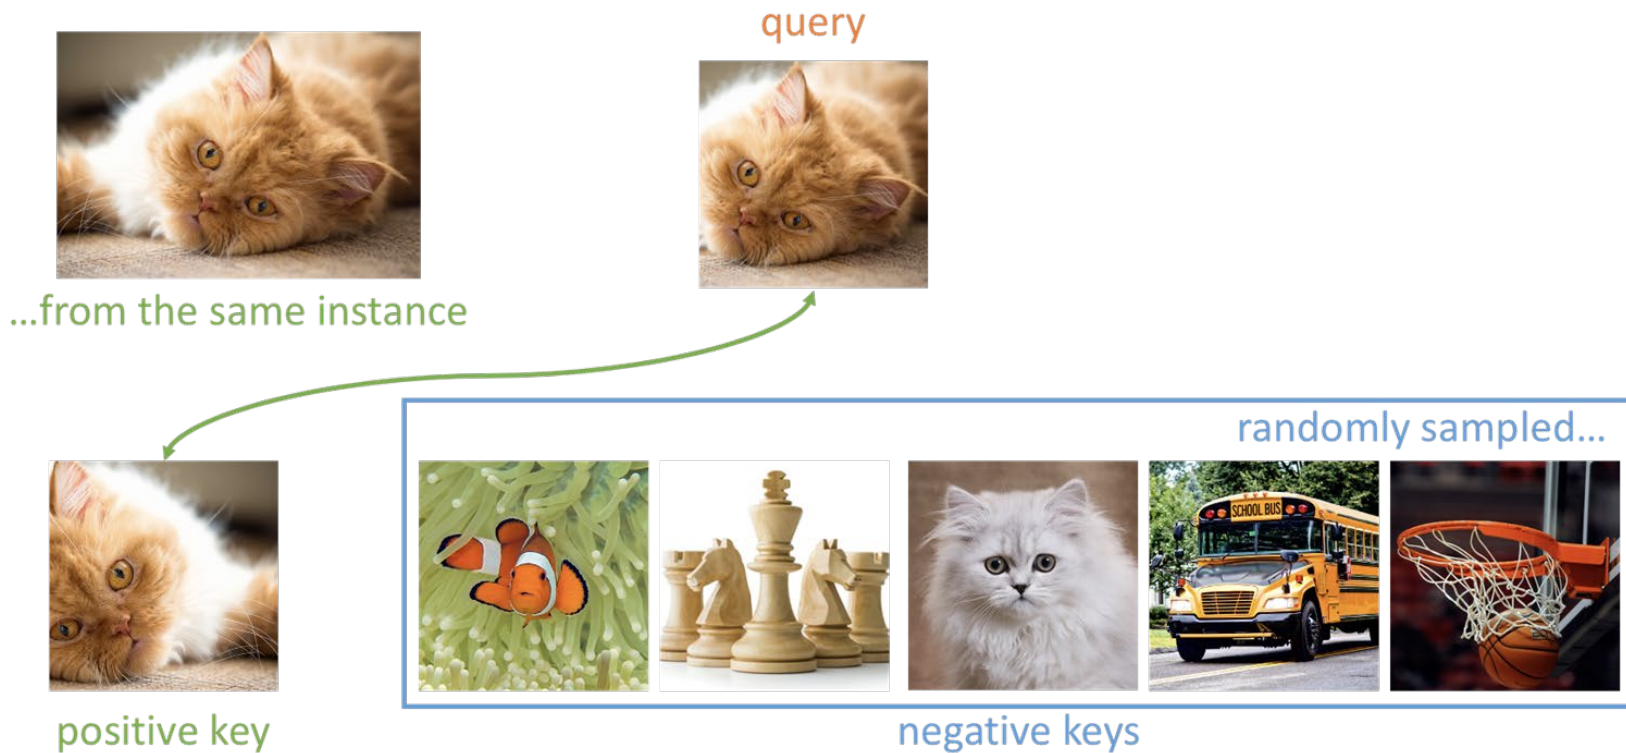 query
...from the same instance
randomly sampled...
SCHOOL BUS
positive key
negative keys